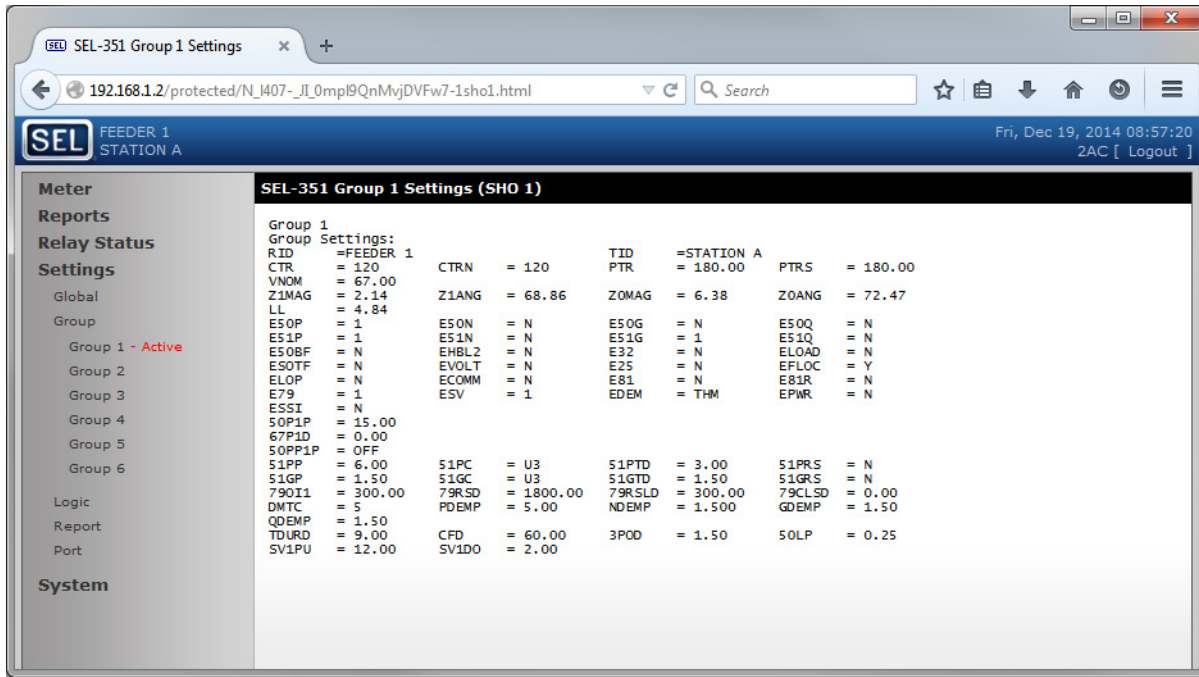 SEL SEL-351 Group 1 Settings
192.168.1.2/protected/N_l407-_JI_0mpl9QnMvjDVFw7-1sho1.html Search
SEL FEEDER 1
STATION A
Fri, Dec 19, 2014 08:57:20
2AC [ Logout ]
Meter
Reports
Relay Status
Settings
Global
Group
Group 1 - Active
Group 2
Group 3
Group 4
Group 5
Group 6
Logic
Report
Port
System
SEL-351 Group 1 Settings (SHO 1)
Group 1
Group Settings:
RID =FEEDER 1 TID =STATION A
CTR = 120 CTRN = 120 PTR = 180.00 PTRS = 180.00
VNOM = 67.00
Z1MAG = 2.14 Z1ANG = 68.86 Z0MAG = 6.38 Z0ANG = 72.47
LL = 4.84
E50P = 1 E50N = N E50G = N E50Q = N
E51P = 1 E51N = N E51G = 1 E51Q = N
E50BF = N EHBL2 = N E32 = N ELOAD = N
ESOTF = N EVOLT = N E25 = N EFLOC = Y
ELOP = N ECOMM = N E81 = N E81R = N
E79 = 1 ESV = 1 EDEM = THM EPWR = N
ESSI = N
50P1P = 15.00
67P1D = 0.00
50PP1P = OFF
51PP = 6.00 51PC = U3 51PTD = 3.00 51PRS = N
51GP = 1.50 51GC = U3 51GTD = 1.50 51GRS = N
79OI1 = 300.00 79RSD = 1800.00 79RSLD = 300.00 79CLSD = 0.00
DMTC = 5 PDEMP = 5.00 NDEMP = 1.500 GDEMP = 1.50
QDEMP = 1.50
TDURD = 9.00 CFD = 60.00 3POD = 1.50 50LP = 0.25
SV1PU = 12.00 SV1DO = 2.00